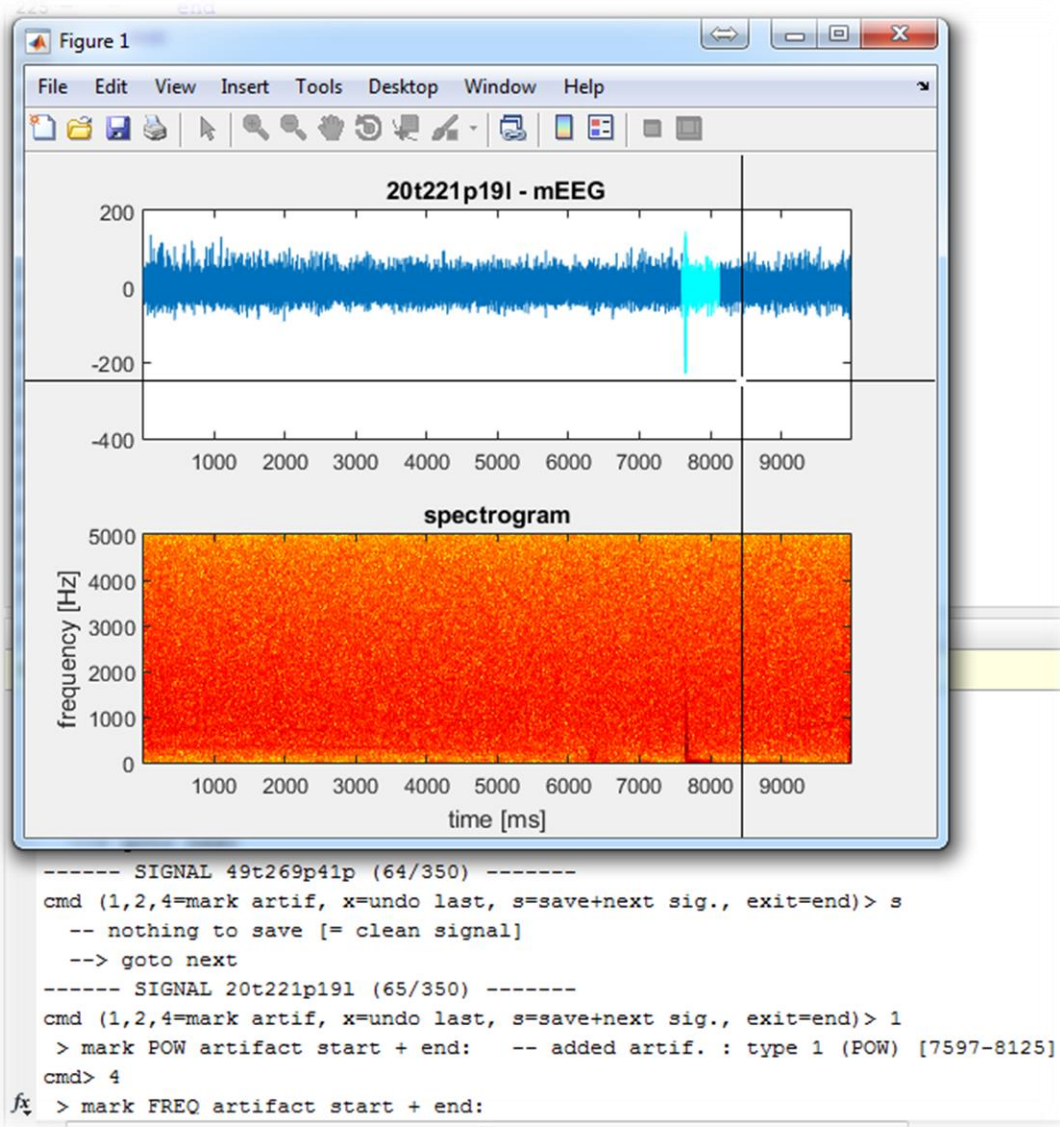 225 — end
Figure 1
File Edit View Insert Tools Desktop Window Help
20t221p19l - mEEG
200
0
-200
-400
1000 2000 3000 4000 5000 6000 7000 8000 9000
spectrogram
frequency [Hz]
5000
4000
3000
2000
1000
0
1000 2000 3000 4000 5000 6000 7000 8000 9000
time [ms]
------ SIGNAL 49t269p41p (64/350) -------
cmd (1,2,4=mark artif, x=undo last, s=save+next sig., exit=end)> s
-- nothing to save [= clean signal]
--> goto next
------ SIGNAL 20t221p19l (65/350) -------
cmd (1,2,4=mark artif, x=undo last, s=save+next sig., exit=end)> 1
> mark POW artifact start + end: -- added artif. : type 1 (POW) [7597-8125]
cmd> 4
fx > mark FREQ artifact start + end: